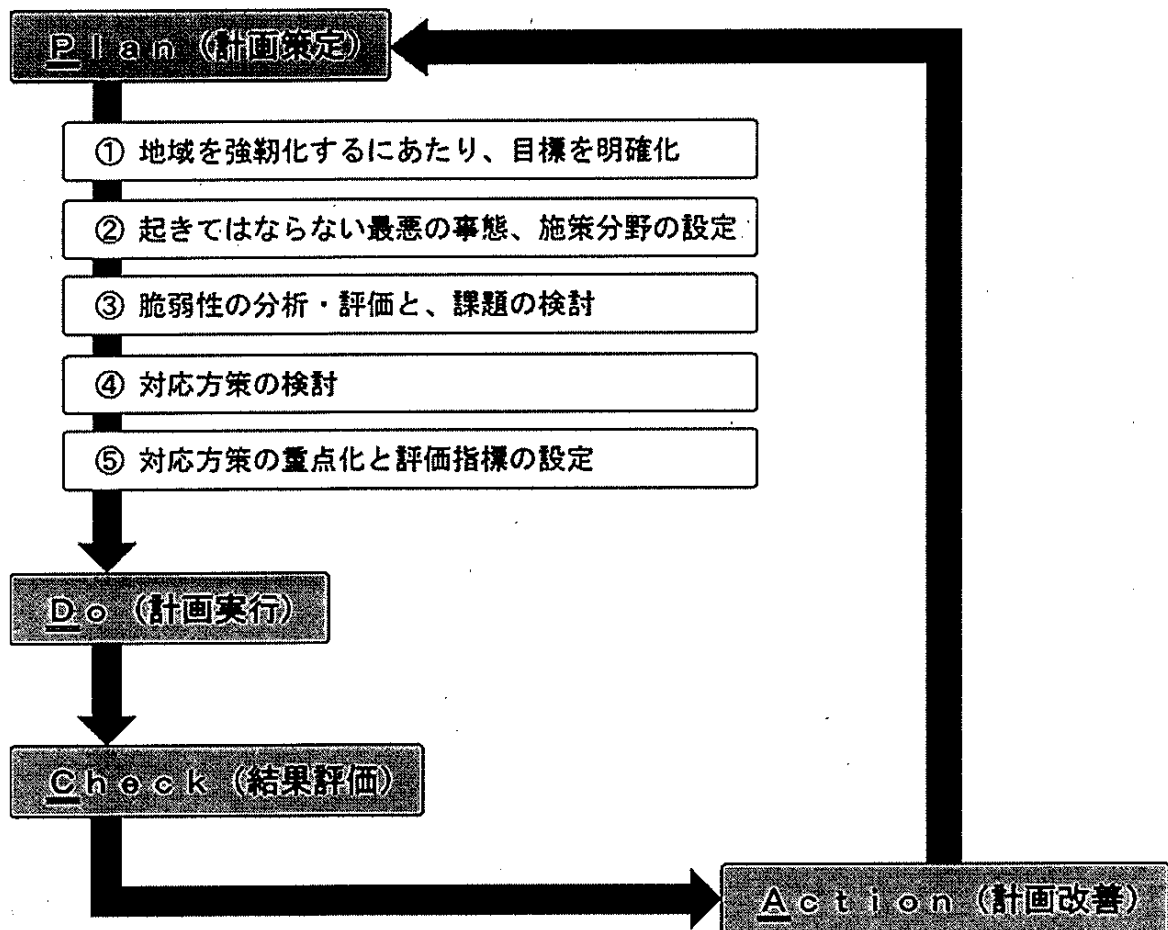 Ｐｌａｎ（計画策定）
① 地域を強靭化するにあたり、目標を明確化
② 起きてはならない最悪の事態、施策分野の設定
③ 脆弱性の分析・評価と、課題の検討
④ 対応方策の検討
⑤ 対応方策の重点化と評価指標の設定
Ｄｏ（計画実行）
Ｃｈｅｃｋ（結果評価）
Ａｃｔｉｏｎ（計画改善）